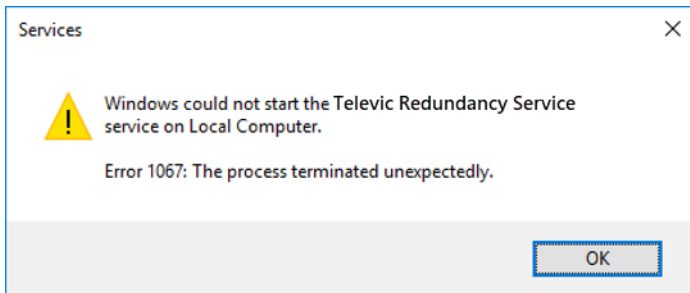 Services
Windows could not start the Televic Redundancy Service
service on Local Computer.
Error 1067: The process terminated unexpectedly.
OK